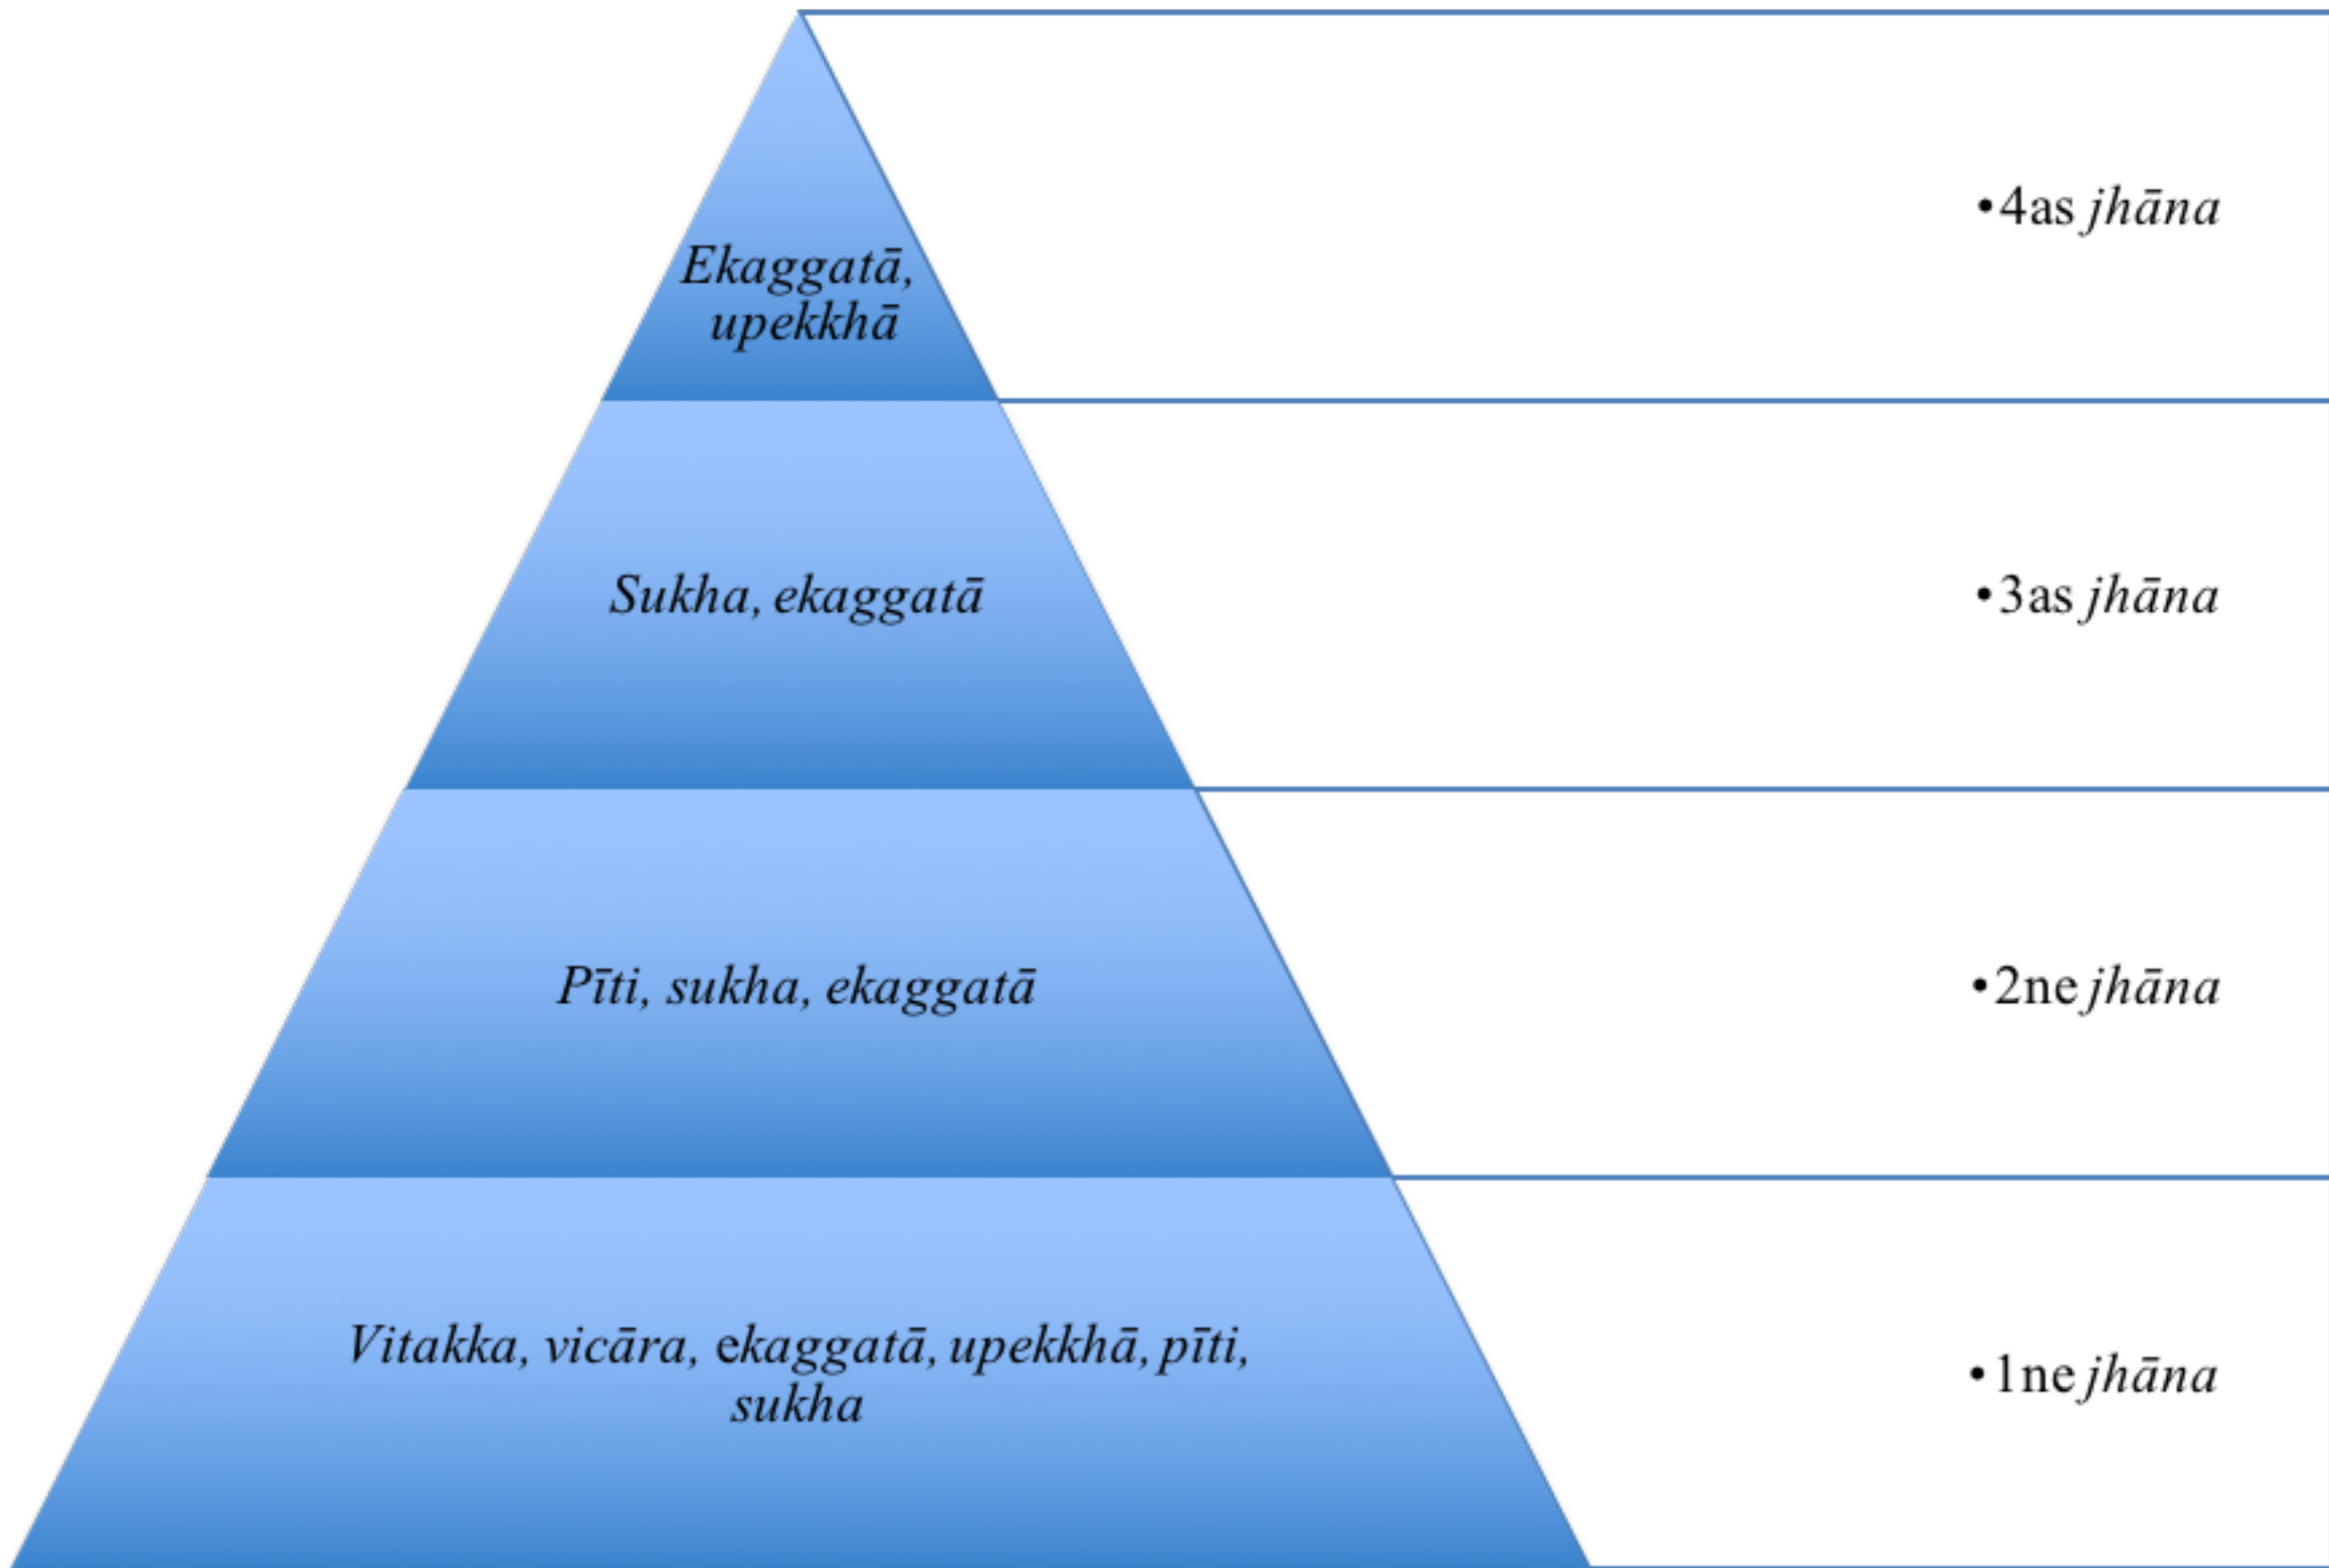 Ekaggatā,
upekkhā
•4as jhāna
Sukha, ekaggatā
•3as jhāna
Pīti, sukha, ekaggatā
•2ne jhāna
Vitakka, vicāra, ekaggatā, upekkhā, pīti,
sukha
•1ne jhāna